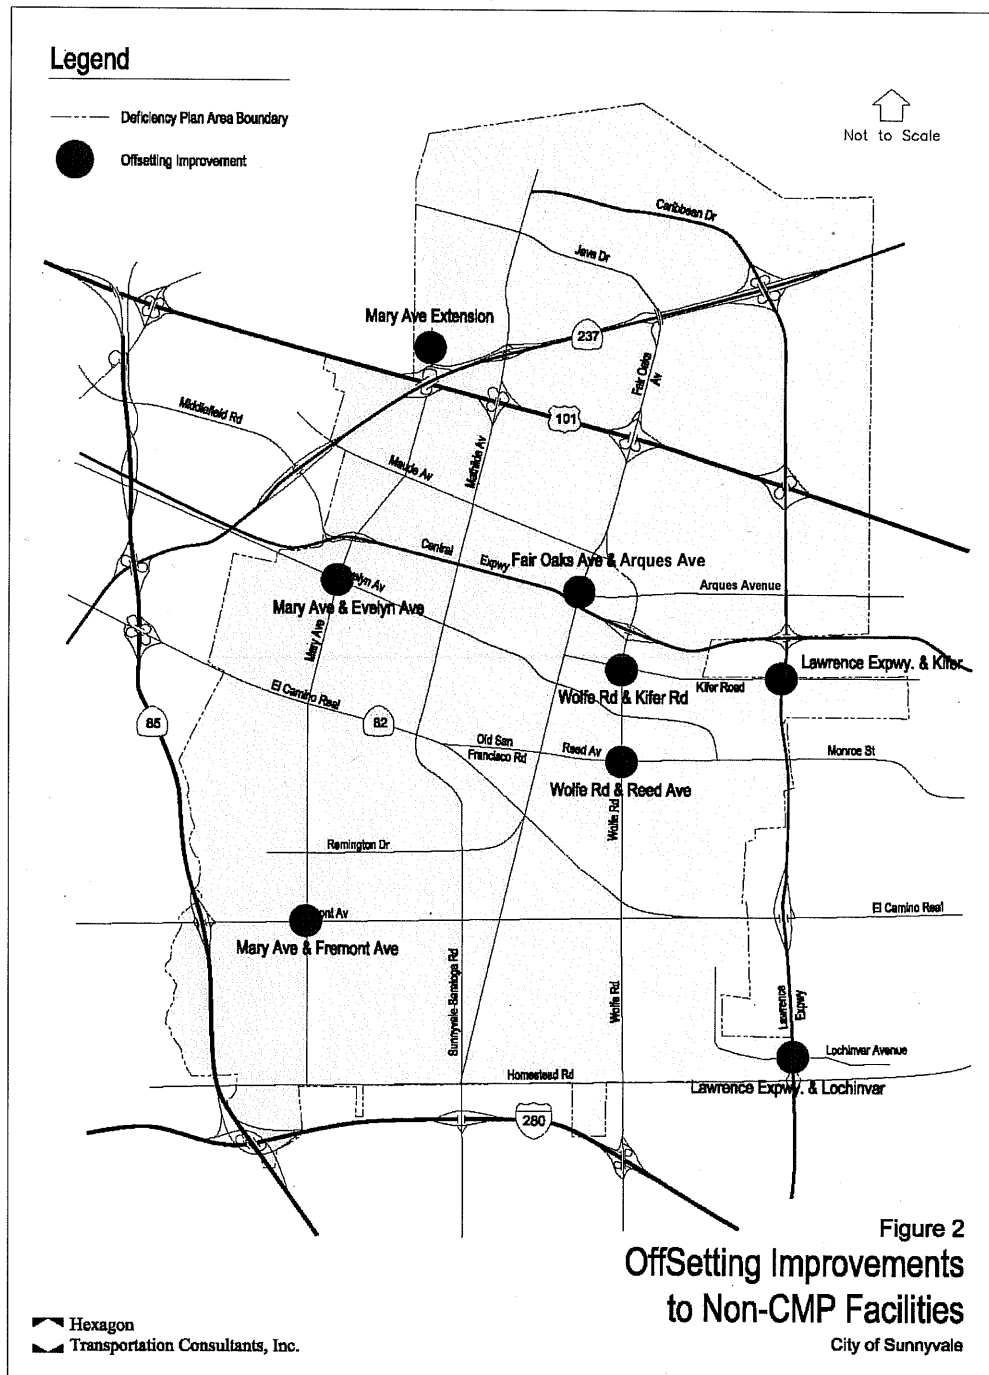 Legend
Deficiency Plan Area Boundary
Offsetting Improvement
Not to Scale
Caribbean Dr
Java Dr
Mary Ave Extension
237
Fair Oaks
Av
101
Middlefield Rd
Mathilda Av
Maude Av
Central
Expwy
Fair Oaks Ave & Arques Ave
Arques Avenue
elyn Av
Mary Ave & Evelyn Ave
Mary Ave
Lawrence Expwy. & Kifer
Kifer Road
Wolfe Rd & Kifer Rd
El Camino Real
85
82
Old San
Francisco Rd
Reed Av
Monroe St
Wolfe Rd & Reed Ave
Wolfe Rd
Remington Dr
ont Av
El Camino Real
Mary Ave & Fremont Ave
Sunnyvale-Saratoga Rd
Wolfe Rd
Lawrence
Expwy
Lochinvar Avenue
Homestead Rd
Lawrence Expwy. & Lochinvar
280
Figure 2
OffSetting Improvements
to Non-CMP Facilities
City of Sunnyvale
Hexagon
Transportation Consultants, Inc.